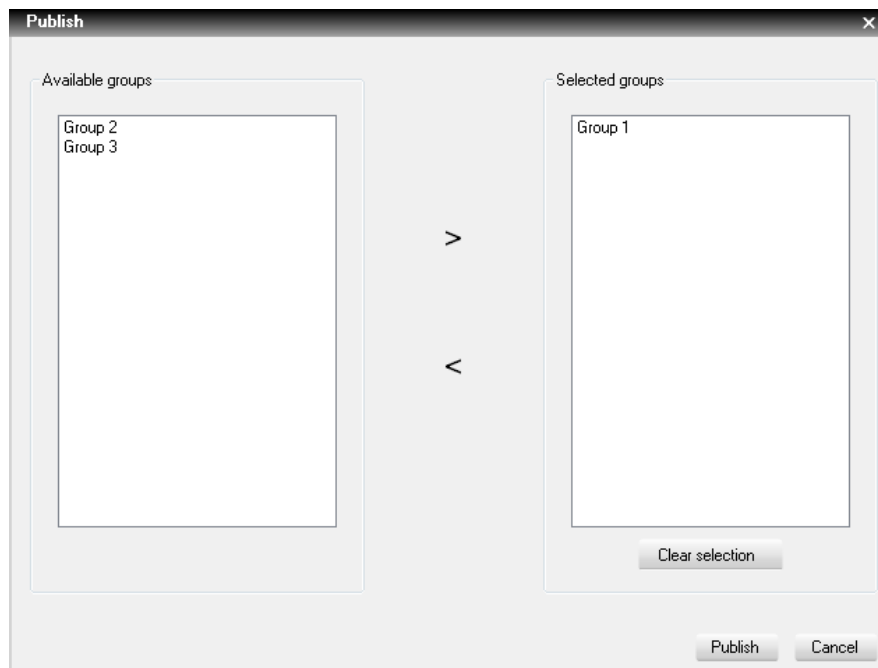 Publish
Available groups
Group 2
Group 3
>
<
Selected groups
Group 1
Clear selection
Publish
Cancel